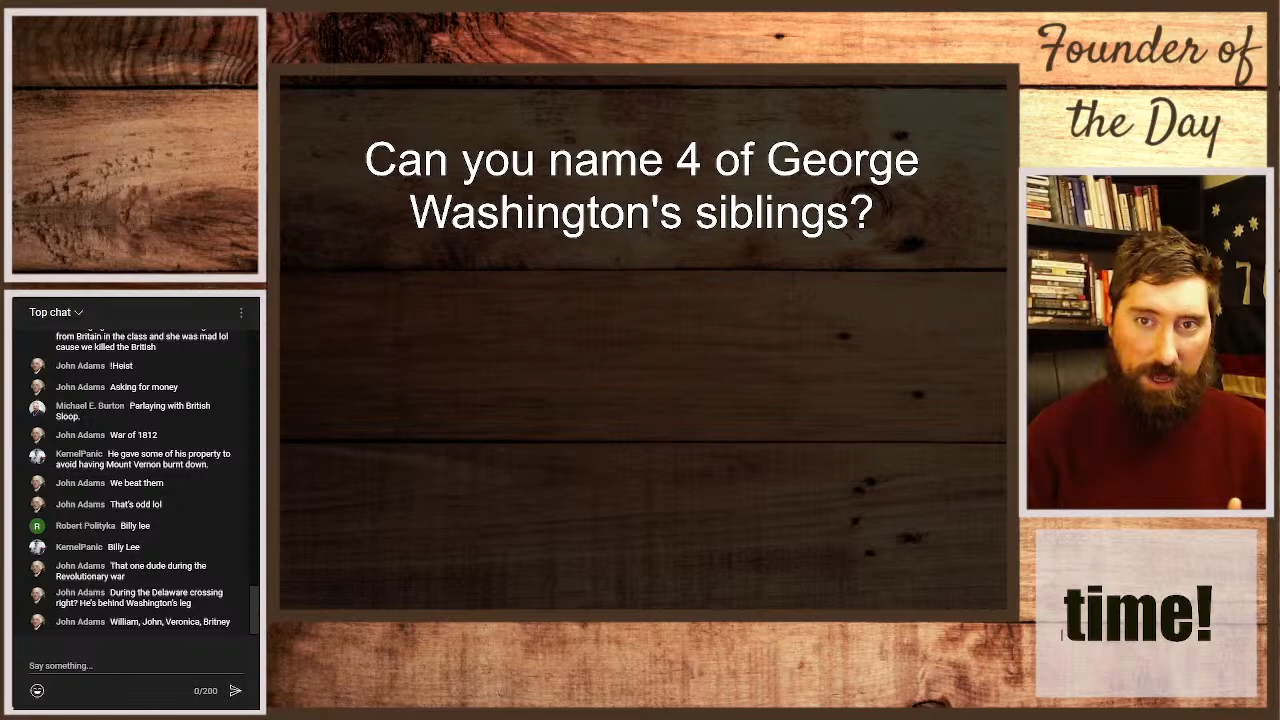 Founder of
the Day
Can you name 4 of George
Washington's siblings?
7
Top chat
from Britain in the class and she was mad lol
cause we killed the British
John Adams !Heist
John Adams Asking for money
Michael E. Burton Parlaying with British
Sloop.
John Adams War of 1812
KernelPanic He gave some of his property to
avoid having Mount Vernon burnt down.
John Adams We beat them
John Adams That's odd lol
R Robert Polityka Billy lee
KernelPanic Billy Lee
John Adams That one dude during the
Revolutionary war
John Adams During the Delaware crossing
right? He's behind Washington's leg
John Adams William, John, Veronica, Britney
Say something...
0/200
time!